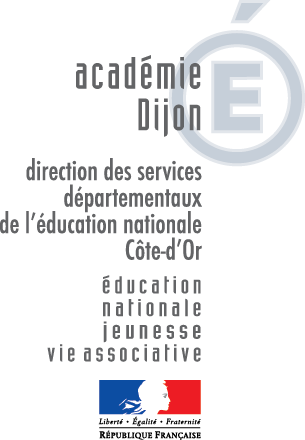 académie
Dijon
É
direction des services
départementaux
de l'éducation nationale
Côte-d'Or
éducation
nationale
jeunesse
vie associative
Liberté • Égalité • Fraternité
RÉPUBLIQUE FRANÇAISE